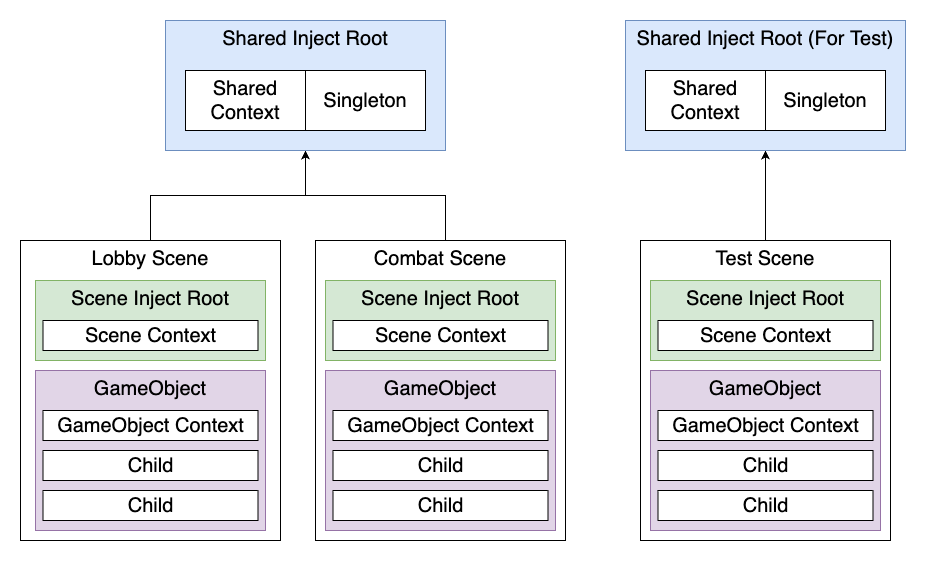 Shared Inject Root
Shared
Context
Singleton
Shared Inject Root (For Test)
Shared
Context
Singleton
Lobby Scene
Scene Inject Root
Scene Context
GameObject
GameObject Context
Child
Child
Combat Scene
Scene Inject Root
Scene Context
GameObject
GameObject Context
Child
Child
Test Scene
Scene Inject Root
Scene Context
GameObject
GameObject Context
Child
Child